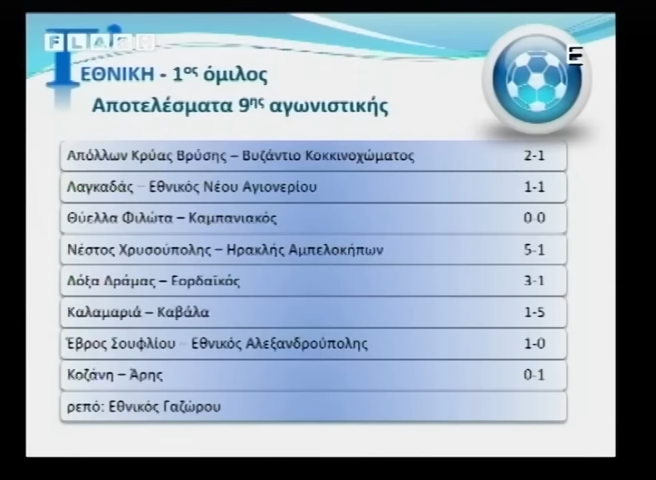 FLASH
Γ ΕΘΝΙΚΗ - 1ος όμιλος
Αποτελέσματα 9ης αγωνιστικής
Απόλλων Κρύας Βρύσης – Βυζάντιο Κοκκινοχώματος 2-1
Λαγκαδάς – Εθνικός Νέου Αγιονερίου 1-1
Θύελλα Φιλώτα – Καμπανιακός 0-0
Νέστος Χρυσούπολης – Ηρακλής Αμπελοκήπων 5-1
Δόξα Δράμας – Εορδαϊκός 3-1
Καλαμαριά – Καβάλα 1-5
Έβρος Σουφλίου – Εθνικός Αλεξανδρούπολης 1-0
Κοζάνη – Άρης 0-1
ρεπό: Εθνικός Γαζώρου